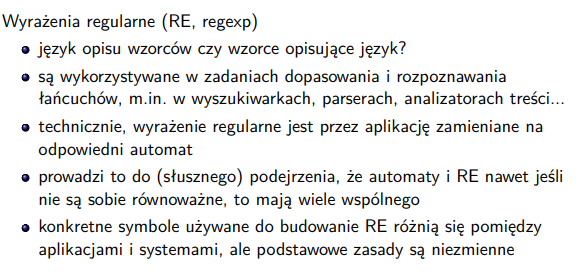 Wyrażenia regularne (RE, regexp)
język opisu wzorców czy wzorce opisujące język?
są wykorzystywane w zadaniach dopasowania i rozpoznawania
łańcuchów, m.in. w wyszukiwarkach, parserach, analizatorach treści...
technicznie, wyrażenie regularne jest przez aplikację zamieniane na
odpowiedni automat
prowadzi to do (słusznego) podejrzenia, że automaty i RE nawet jeśli
nie są sobie równoważne, to mają wiele wspólnego
konkretne symbole używane do budowanie RE różnią się pomiędzy
aplikacjami i systemami, ale podstawowe zasady są niezmienne